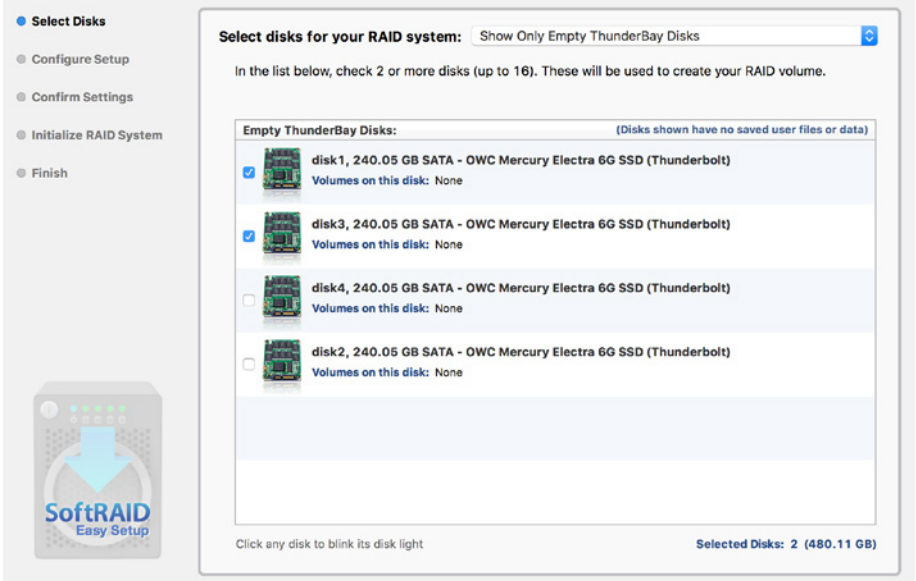 Select Disks
Configure Setup
Confirm Settings
Initialize RAID System
Finish
Select disks for your RAID system: Show Only Empty ThunderBay Disks
In the list below, check 2 or more disks (up to 16). These will be used to create your RAID volume.
Empty ThunderBay Disks: (Disks shown have no saved user files or data)
disk1, 240.05 GB SATA - OWC Mercury Electra 6G SSD (Thunderbolt)
Volumes on this disk: None
disk3, 240.05 GB SATA - OWC Mercury Electra 6G SSD (Thunderbolt)
Volumes on this disk: None
disk4, 240.05 GB SATA - OWC Mercury Electra 6G SSD (Thunderbolt)
Volumes on this disk: None
disk2, 240.05 GB SATA - OWC Mercury Electra 6G SSD (Thunderbolt)
Volumes on this disk: None
SoftRAID
Easy Setup
Click any disk to blink its disk light
Selected Disks: 2 (480.11 GB)